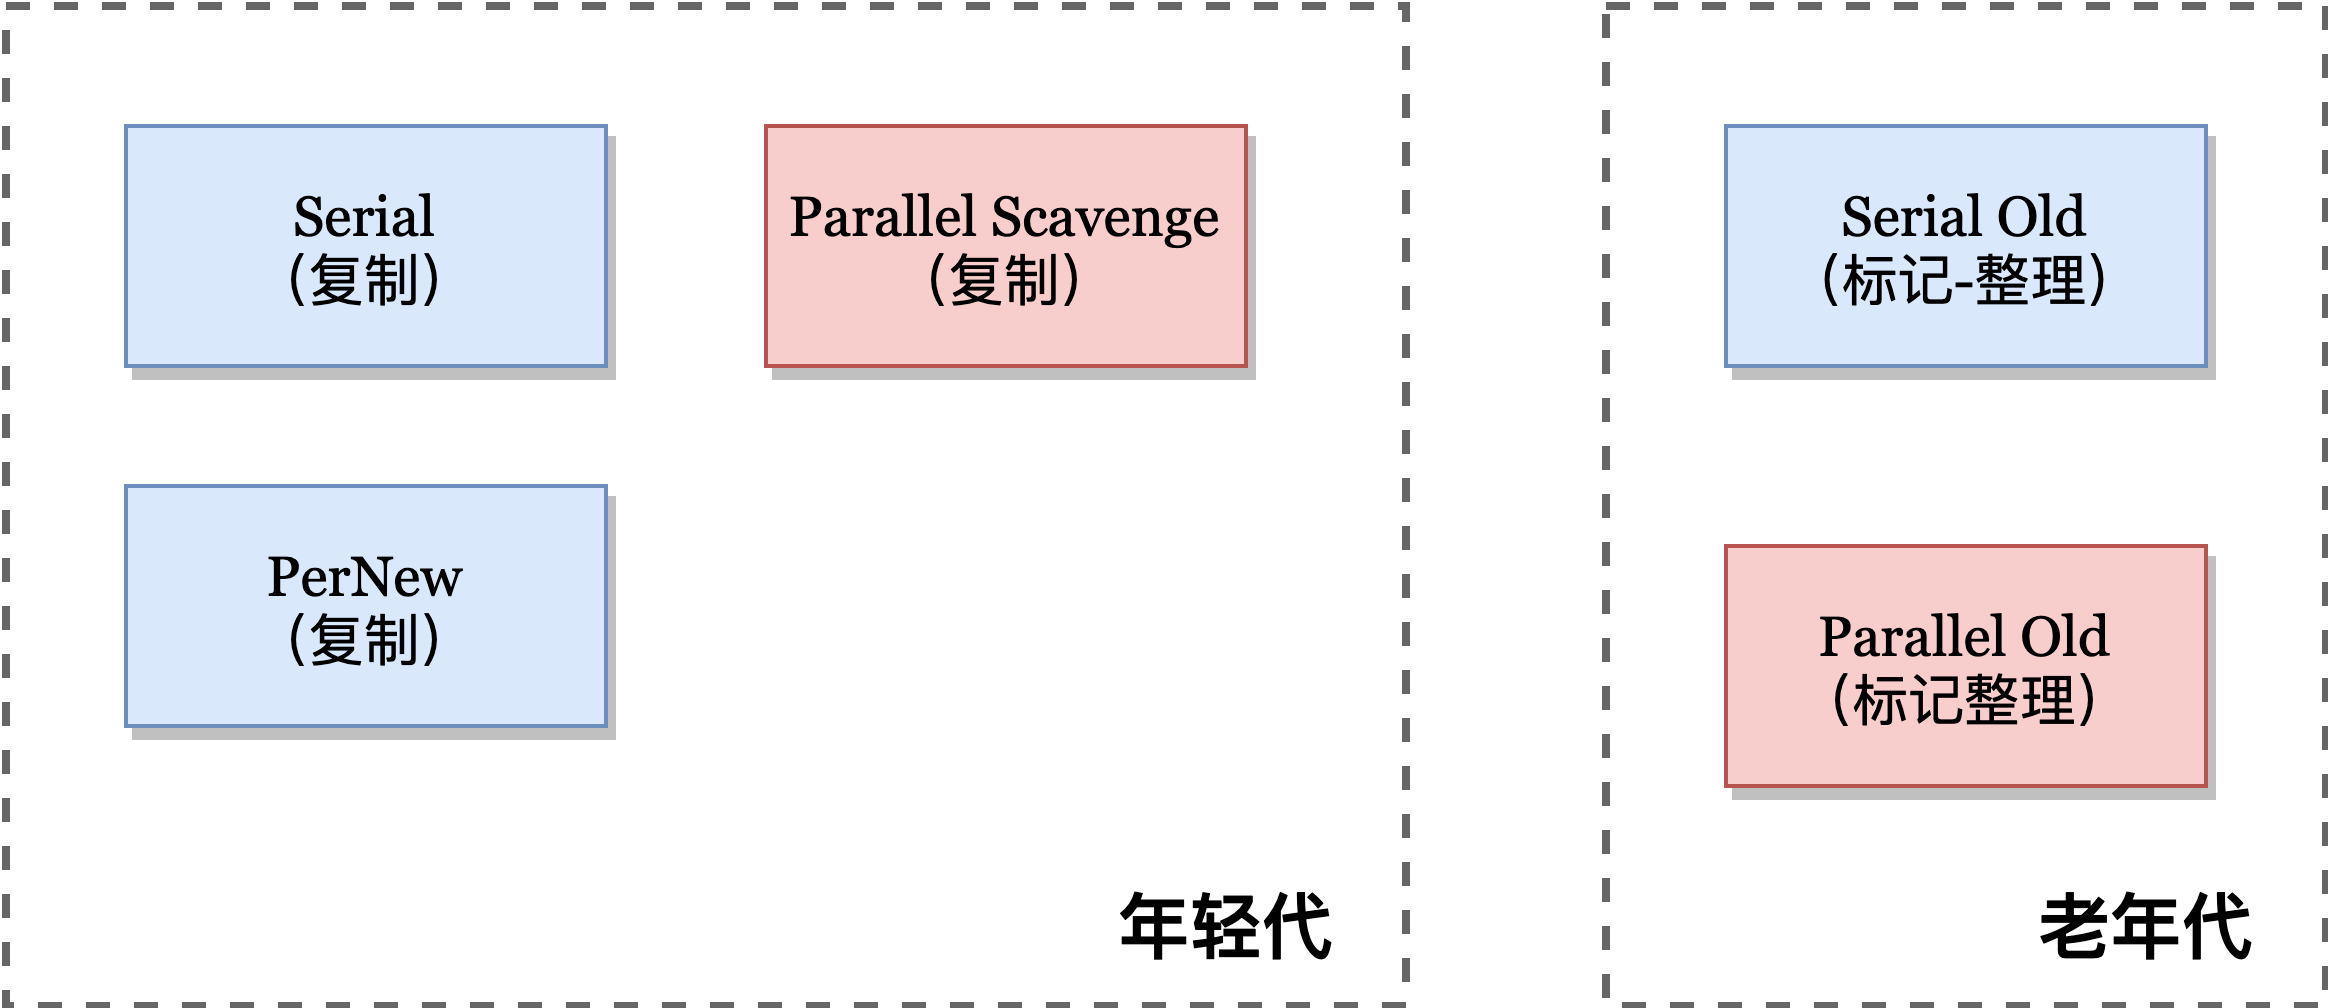 Serial
(复制)
Parallel Scavenge
(复制)
PerNew
(复制)
年轻代
Serial Old
(标记-整理)
Parallel Old
(标记整理)
老年代